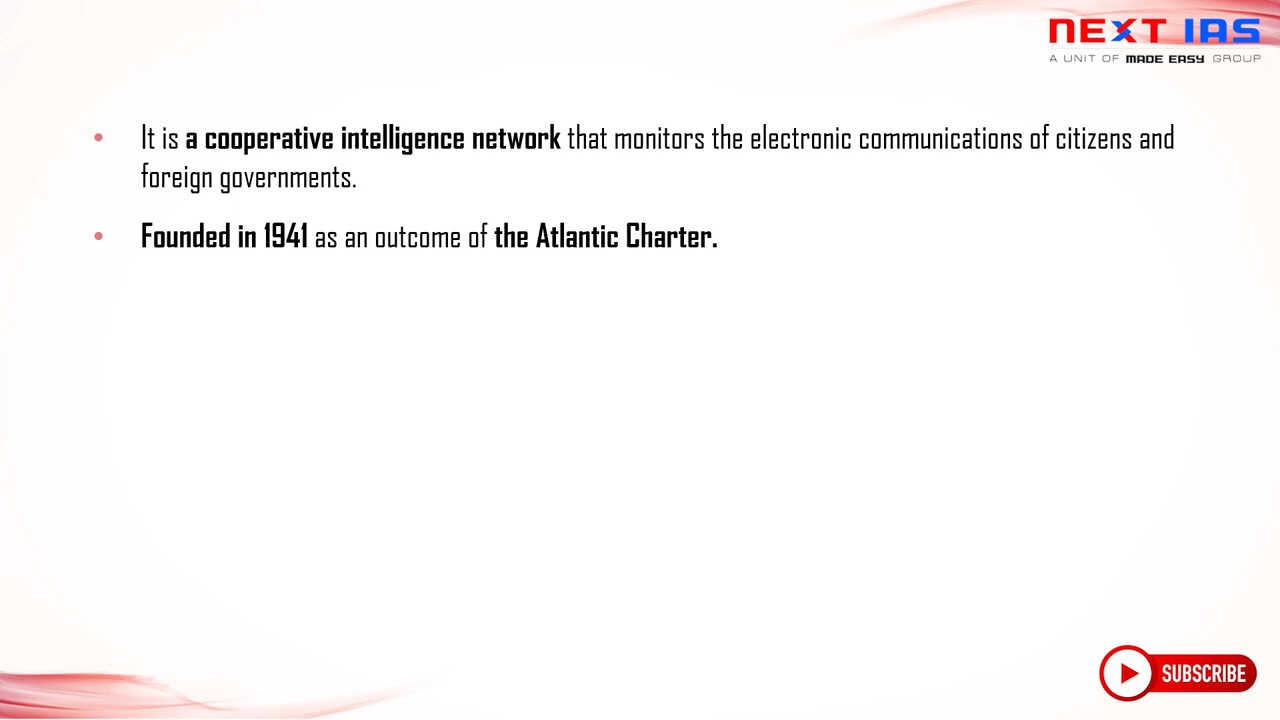 NEXT IAS
A UNIT OF MADE EASY GROUP
• It is a cooperative intelligence network that monitors the electronic communications of citizens and
foreign governments.
• Founded in 1941 as an outcome of the Atlantic Charter.
SUBSCRIBE